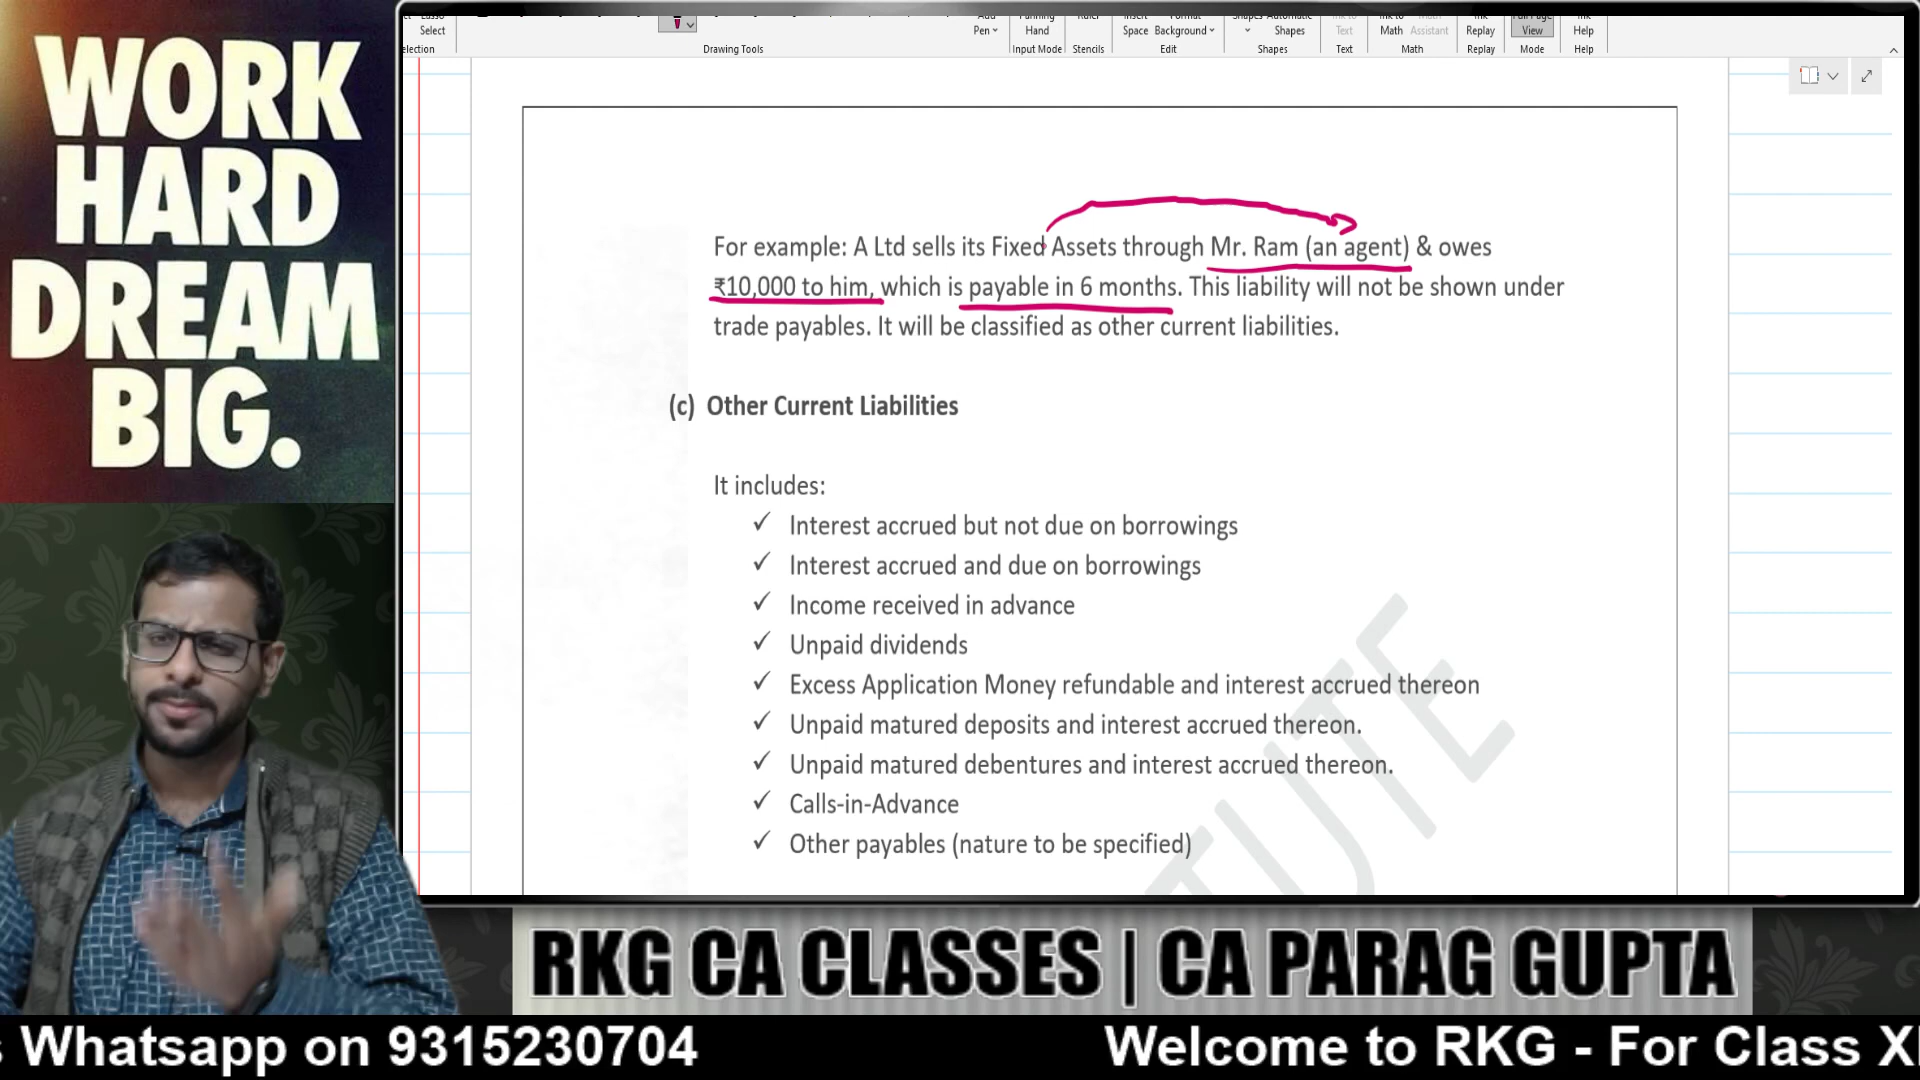 WORK
HARD
DREAM
BIG.
Select
Drawing Tools
Pen
Hand
Input Mode
Stencils
Space
Background
Edit
Shapes
Shapes
Text
Text
Math
Assistant
Math
Replay
Replay
View
Mode
Help
Help
For example: A Ltd sells its Fixed Assets through Mr. Ram (an agent) & owes
₹10,000 to him, which is payable in 6 months. This liability will not be shown under
trade payables. It will be classified as other current liabilities.
(c) Other Current Liabilities
It includes:
✓ Interest accrued but not due on borrowings
✓ Interest accrued and due on borrowings
✓ Income received in advance
✓ Unpaid dividends
✓ Excess Application Money refundable and interest accrued thereon
✓ Unpaid matured deposits and interest accrued thereon.
✓ Unpaid matured debentures and interest accrued thereon.
✓ Calls-in-Advance
✓ Other payables (nature to be specified)
TUTE
RKG CA CLASSES | CA PARAG GUPTA
Whatsapp on 9315230704
Welcome to RKG - For Class